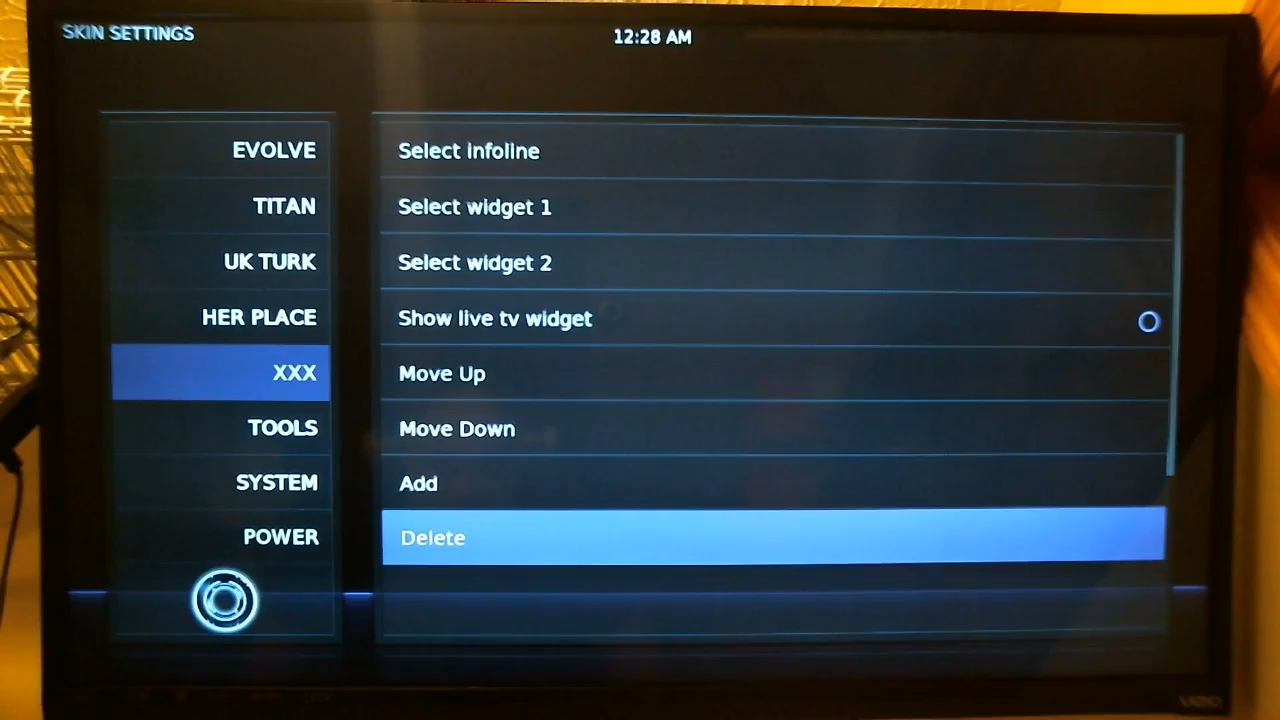 SKIN SETTINGS
12:28 AM
EVOLVE
TITAN
UK TURK
HER PLACE
XXX
TOOLS
SYSTEM
POWER
Select infoline
Select widget 1
Select widget 2
Show live tv widget
Move Up
Move Down
Add
Delete
VIZIO